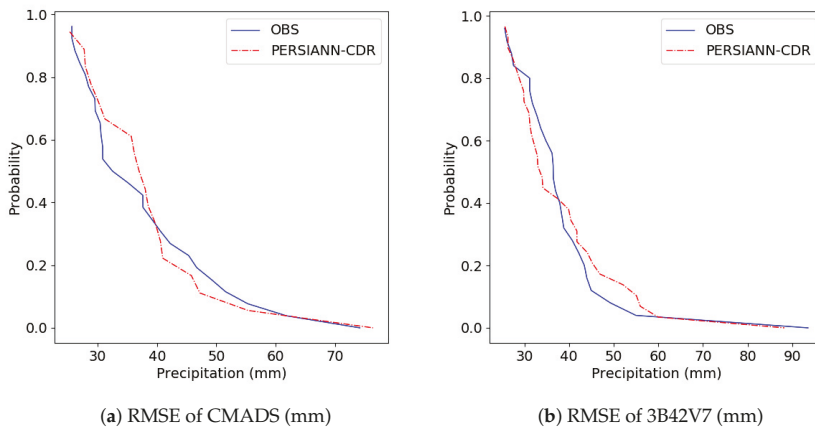 OBS
PERSIANN-CDR
1.0
0.8
0.6
0.4
0.2
0.0
Probability
30
40
50
60
70
Precipitation (mm)
(a) RMSE of CMADS (mm)
OBS
PERSIANN-CDR
1.0
0.8
0.6
0.4
0.2
0.0
Probability
30
40
50
60
70
80
90
Precipitation (mm)
(b) RMSE of 3B42V7 (mm)